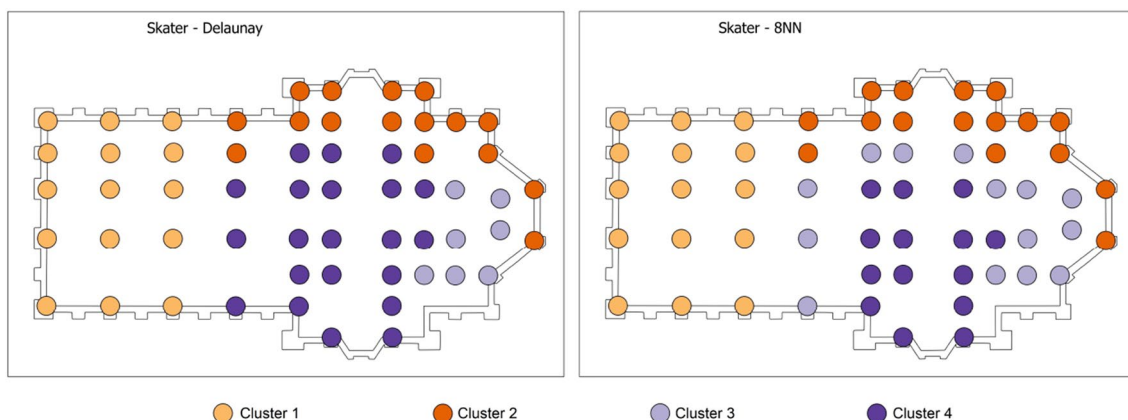 Skater - Delaunay
Skater - 8NN
Cluster 1
Cluster 2
Cluster 3
Cluster 4